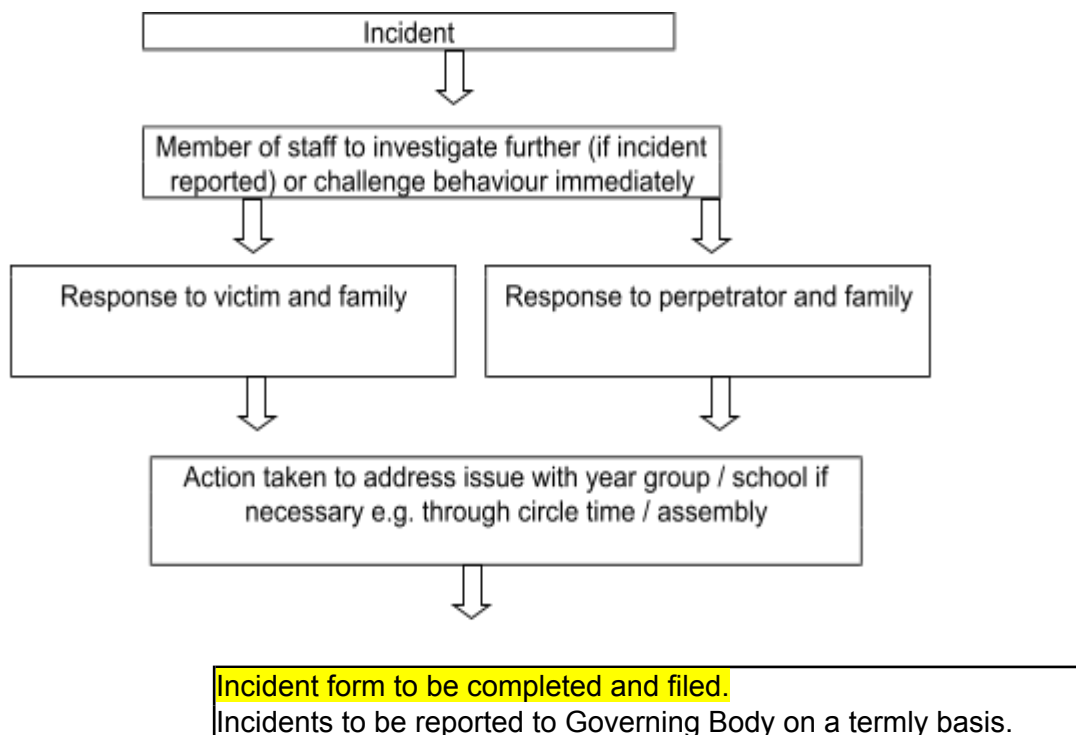 Incident
Member of staff to investigate further (if incident
reported) or challenge behaviour immediately
Response to victim and family
Response to perpetrator and family
Action taken to address issue with year group / school if
necessary e.g. through circle time / assembly
Incident form to be completed and filed.
Incidents to be reported to Governing Body on a termly basis.